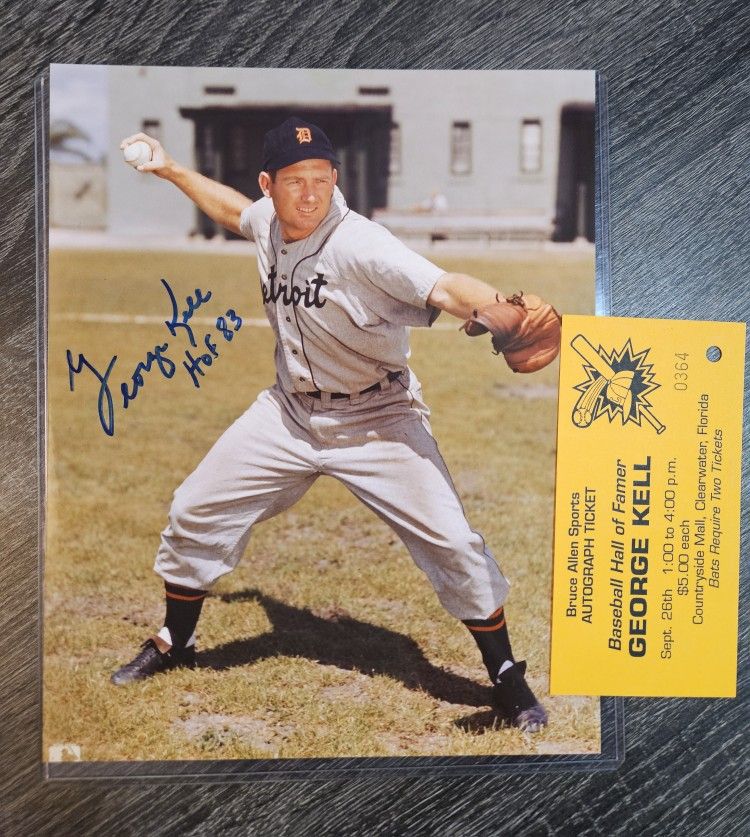 D
Detroit
George Kell
HOF 83
0364
Bruce Allen Sports
AUTOGRAPH TICKET
Baseball Hall of Famer
GEORGE KELL
Sept. 26th 1:00 to 4:00 p.m.
$5.00 each
Countryside Mall, Clearwater, Florida
Bats Require Two Tickets